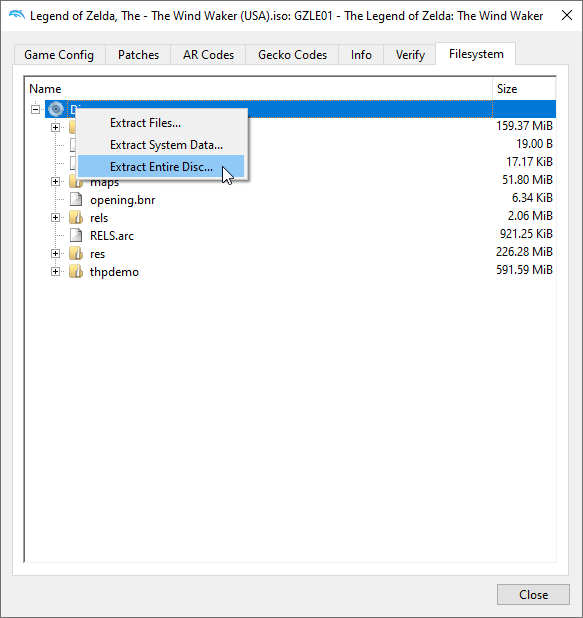 Legend of Zelda, The - The Wind Waker (USA).iso: GZLE01 - The Legend of Zelda: The Wind Waker
Game Config Patches AR Codes Gecko Codes Info Verify Filesystem
Name Size
Extract Files...
159.37 MiB
Extract System Data...
19.00 B
Extract Entire Disc...
17.17 KiB
maps 51.80 MiB
opening.bnr 6.34 KiB
rels 2.06 MiB
RELS.arc 921.25 KiB
res 226.28 MiB
thpdemo 591.59 MiB
Close